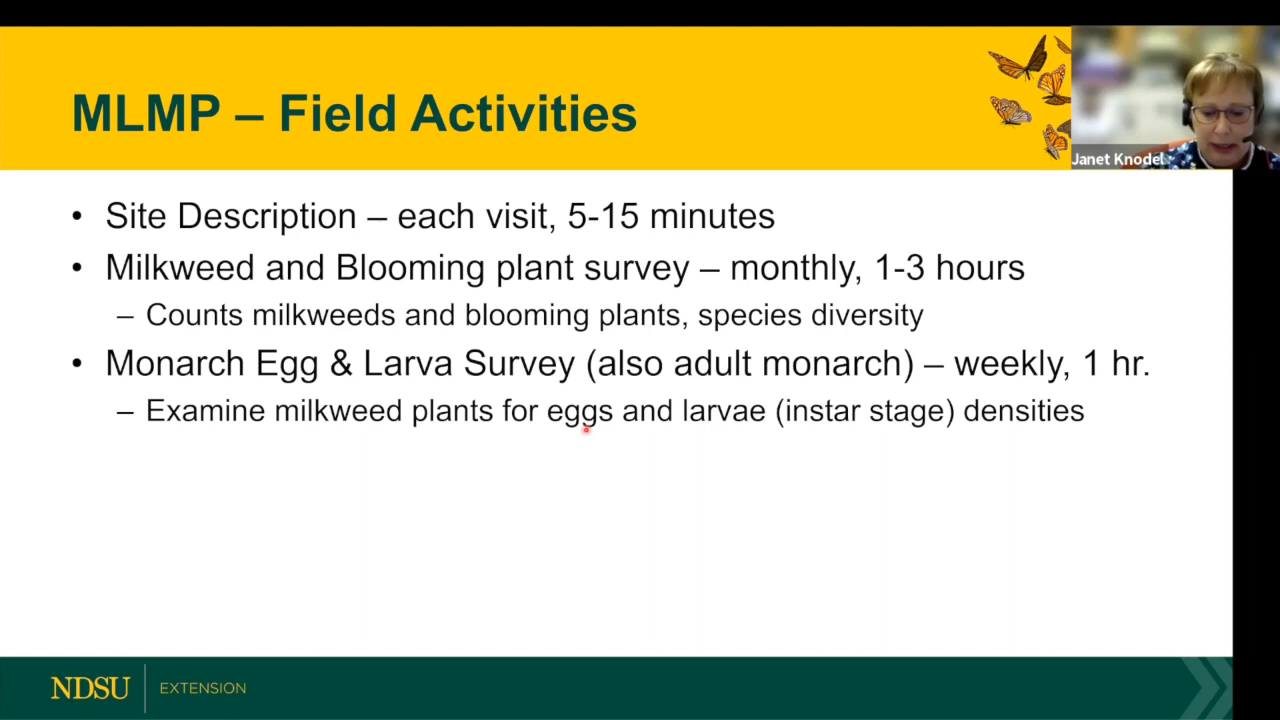 MLMP – Field Activities
Janet Knodel
• Site Description – each visit, 5-15 minutes
• Milkweed and Blooming plant survey – monthly, 1-3 hours
– Counts milkweeds and blooming plants, species diversity
• Monarch Egg & Larva Survey (also adult monarch) – weekly, 1 hr.
– Examine milkweed plants for eggs and larvae (instar stage) densities
NDSU EXTENSION